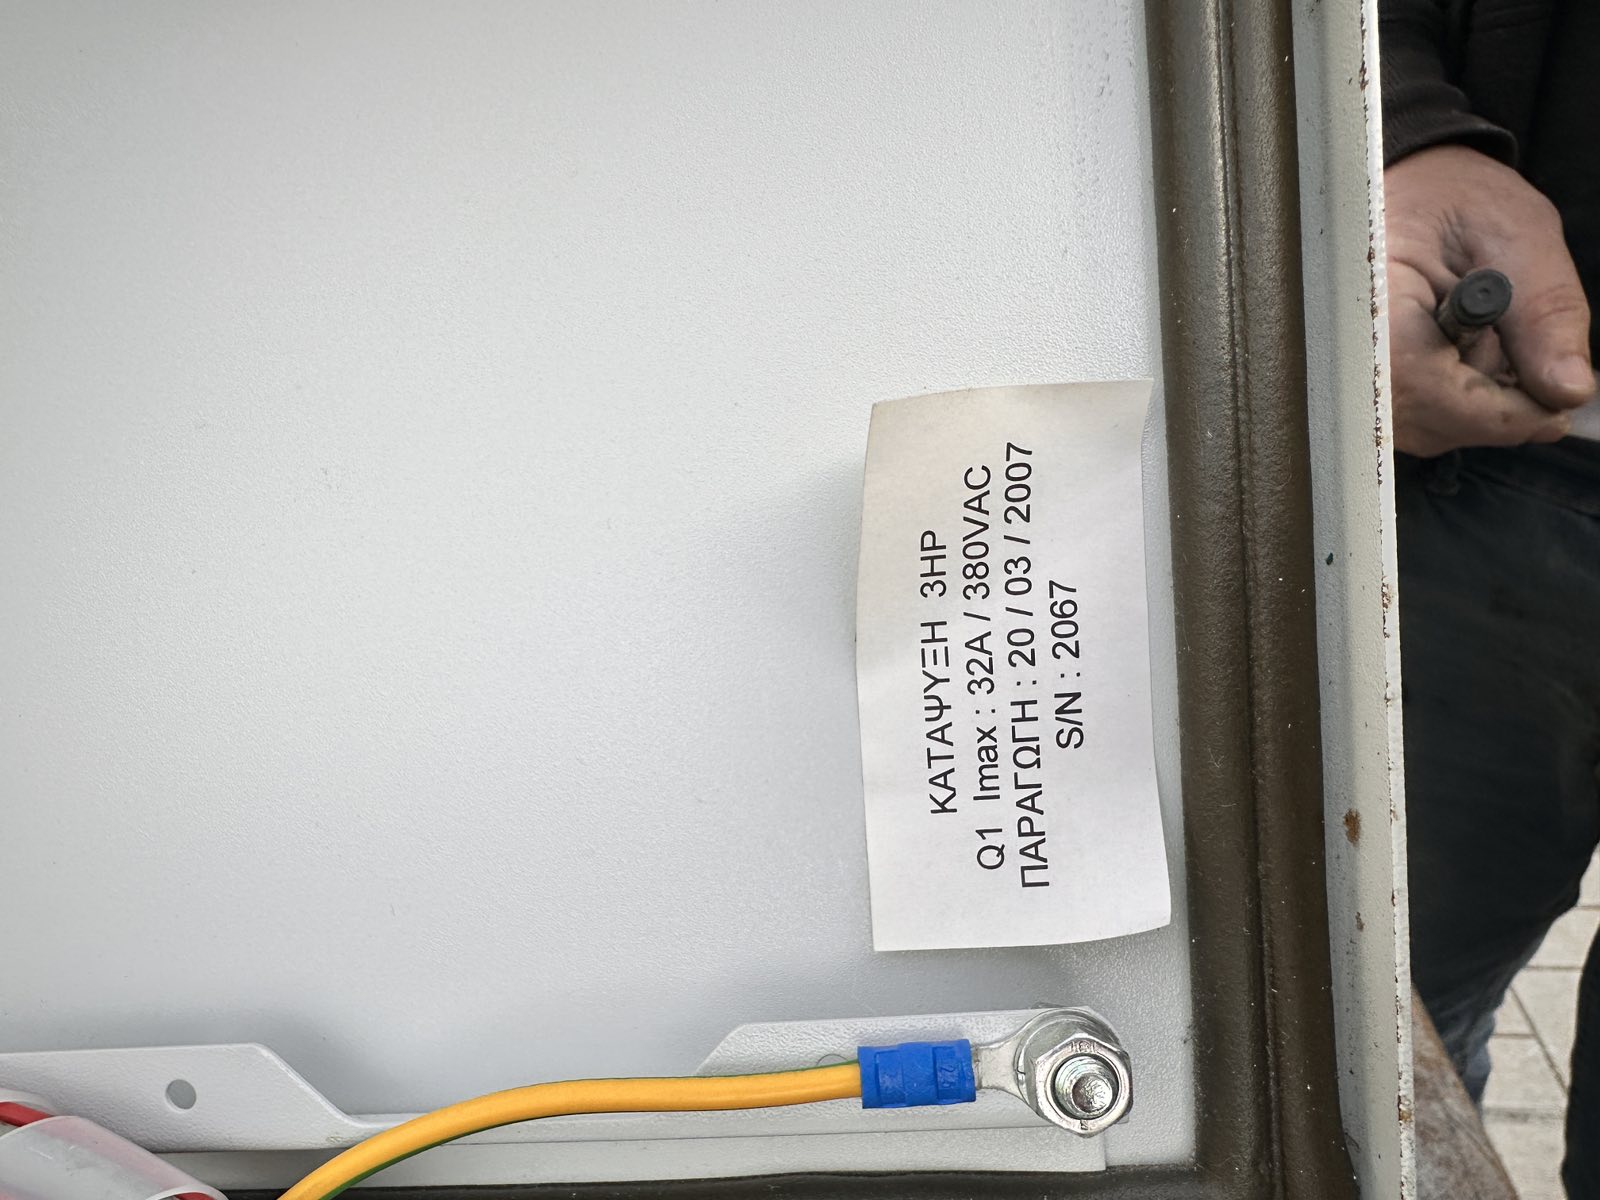 ΚΑΤΑΨΥΞΗ 3HP
Q1 Imax : 32A / 380VAC
ΠΑΡΑΓΩΓΗ : 20 / 03 / 2007
S/N : 2067